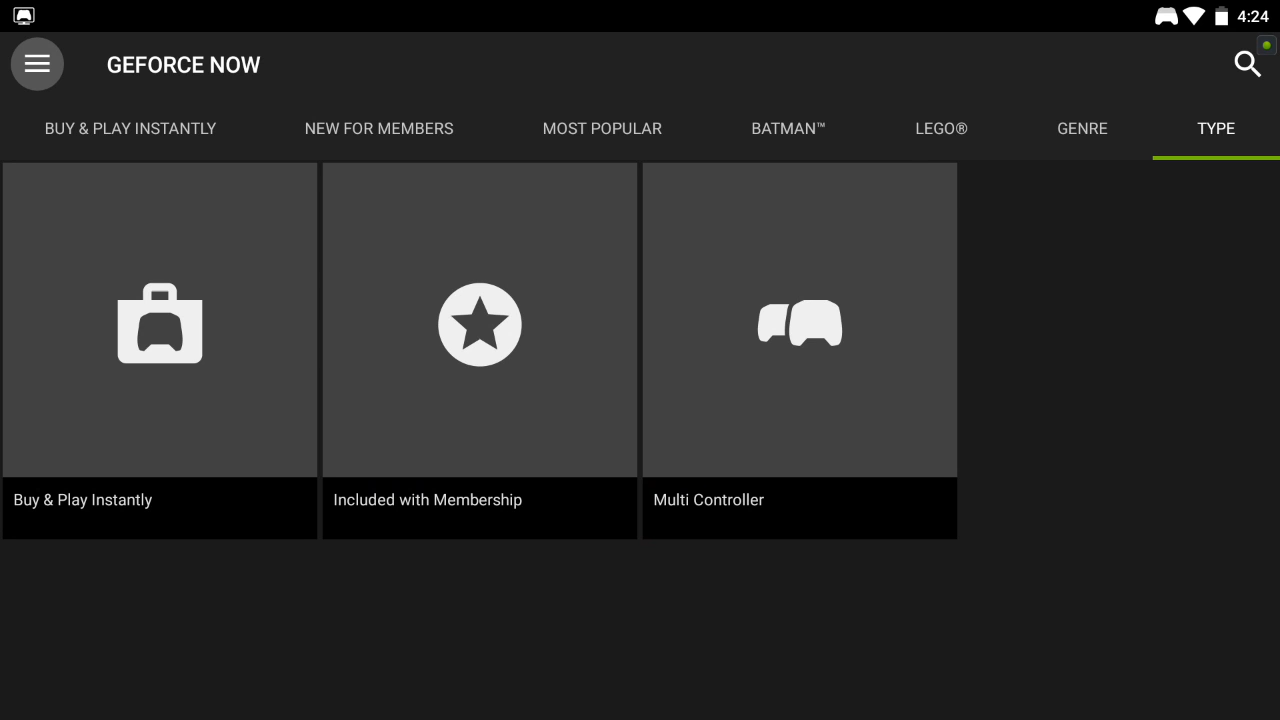 4:24
GEFORCE NOW
BUY & PLAY INSTANTLY NEW FOR MEMBERS MOST POPULAR BATMAN™ LEGO® GENRE TYPE
Buy & Play Instantly Included with Membership Multi Controller